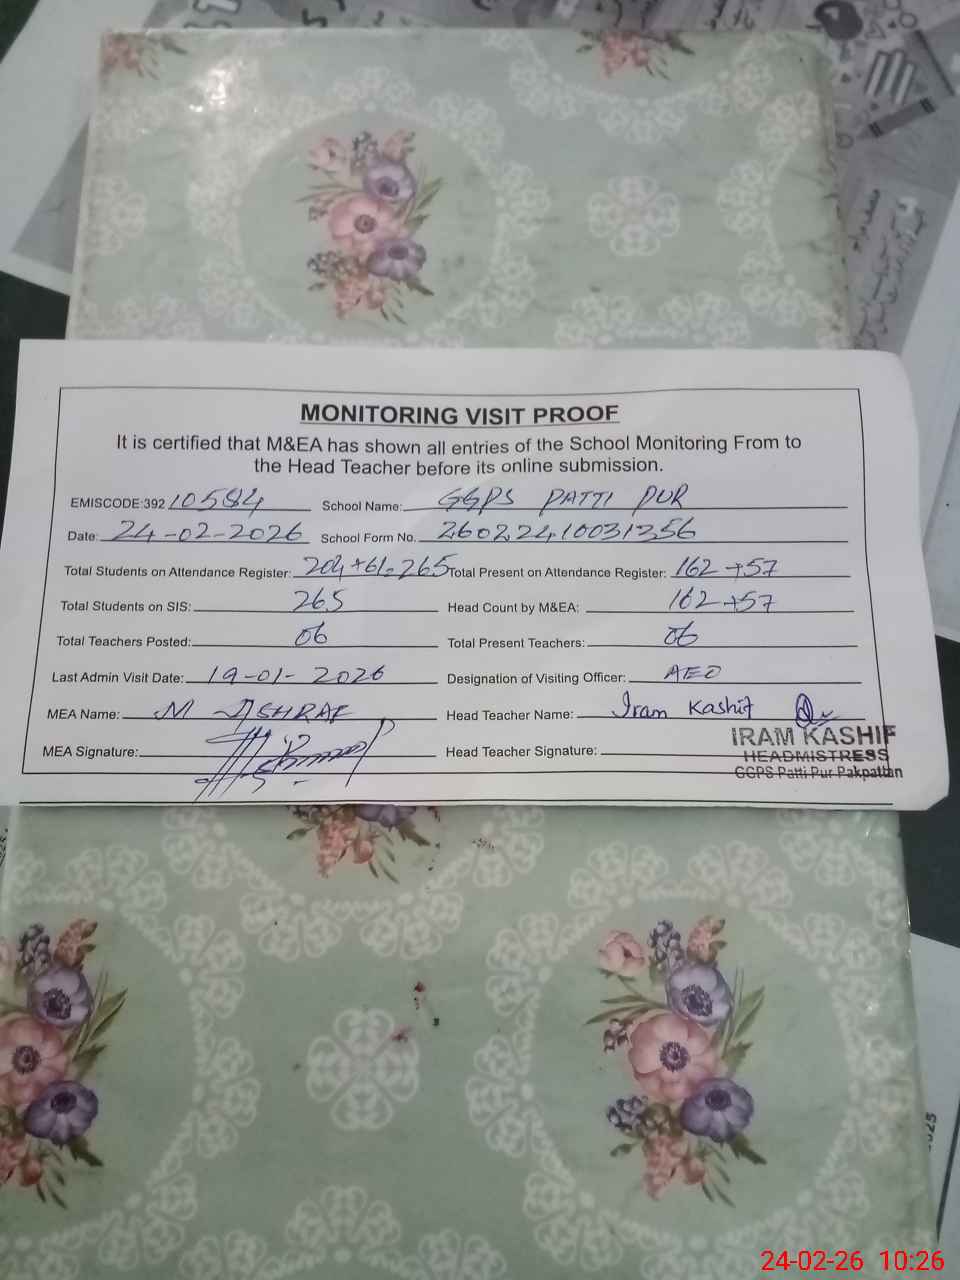 MONITORING VISIT PROOF
It is certified that M&EA has shown all entries of the School Monitoring From to
the Head Teacher before its online submission.
EMISCODE:392 10584 School Name: GGPS PATTI PUR
Date: 24-02-2026 School Form No. 26022410031356
Total Students on Attendance Register: 204+61=265 Total Present on Attendance Register: 162+57
Total Students on SIS: 265 Head Count by M&EA: 162+57
Total Teachers Posted: 06 Total Present Teachers: 06
Last Admin Visit Date: 19-01-2026 Designation of Visiting Officer: AEO
MEA Name: M ASHRAF Head Teacher Name: Iram Kashif
MEA Signature: Head Teacher Signature:
IRAM KASHIF
HEADMISTRESS
GGPS Patti Pur Pakpattan
24-02-26 10:26